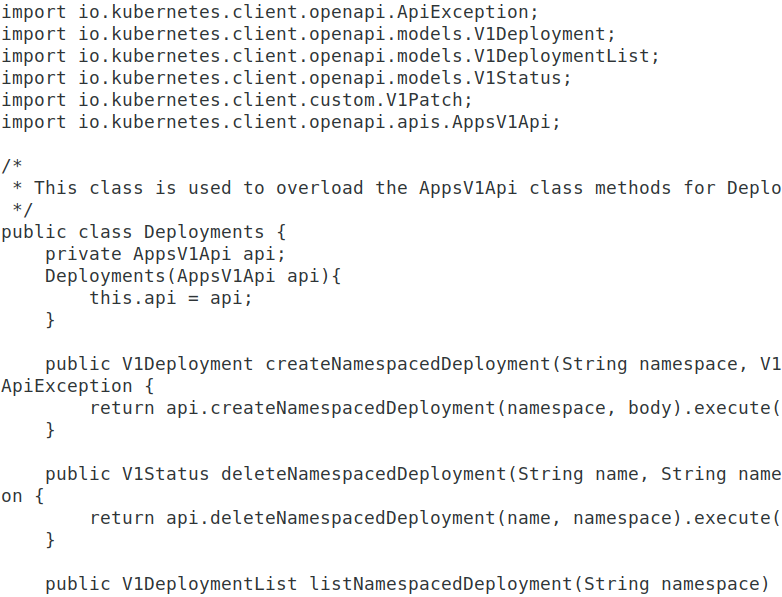 import io.kubernetes.client.openapi.ApiException;
import io.kubernetes.client.openapi.models.V1Deployment;
import io.kubernetes.client.openapi.models.V1DeploymentList;
import io.kubernetes.client.openapi.models.V1Status;
import io.kubernetes.client.custom.V1Patch;
import io.kubernetes.client.openapi.apis.AppsV1Api;

/*
 * This class is used to overload the AppsV1Api class methods for Deplo
 */
public class Deployments {
    private AppsV1Api api;
    Deployments(AppsV1Api api){
        this.api = api;
    }

    public V1Deployment createNamespacedDeployment(String namespace, V1
ApiException {
        return api.createNamespacedDeployment(namespace, body).execute(
    }

    public V1Status deleteNamespacedDeployment(String name, String name
on {
        return api.deleteNamespacedDeployment(name, namespace).execute(
    }

    public V1DeploymentList listNamespacedDeployment(String namespace)